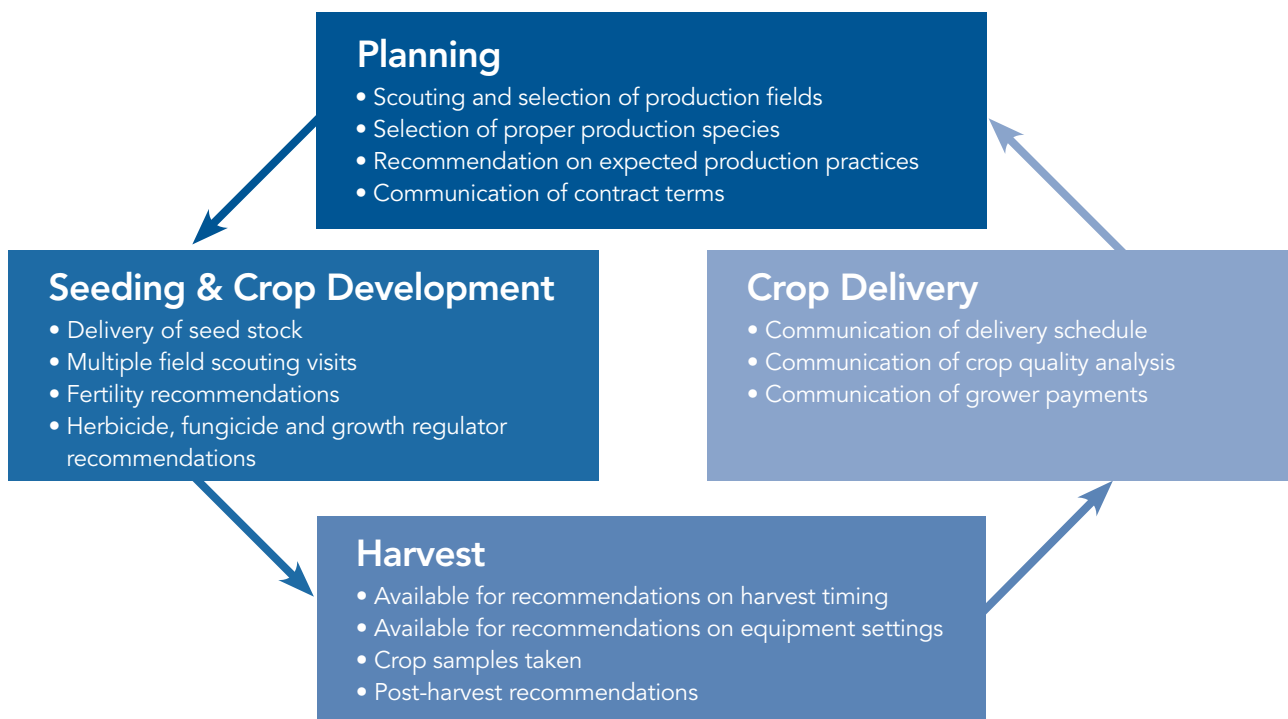 Planning
• Scouting and selection of production fields
• Selection of proper production species
• Recommendation on expected production practices
• Communication of contract terms
Seeding & Crop Development
• Delivery of seed stock
• Multiple field scouting visits
• Fertility recommendations
• Herbicide, fungicide and growth regulator
recommendations
Crop Delivery
• Communication of delivery schedule
• Communication of crop quality analysis
• Communication of grower payments
Harvest
• Available for recommendations on harvest timing
• Available for recommendations on equipment settings
• Crop samples taken
• Post-harvest recommendations